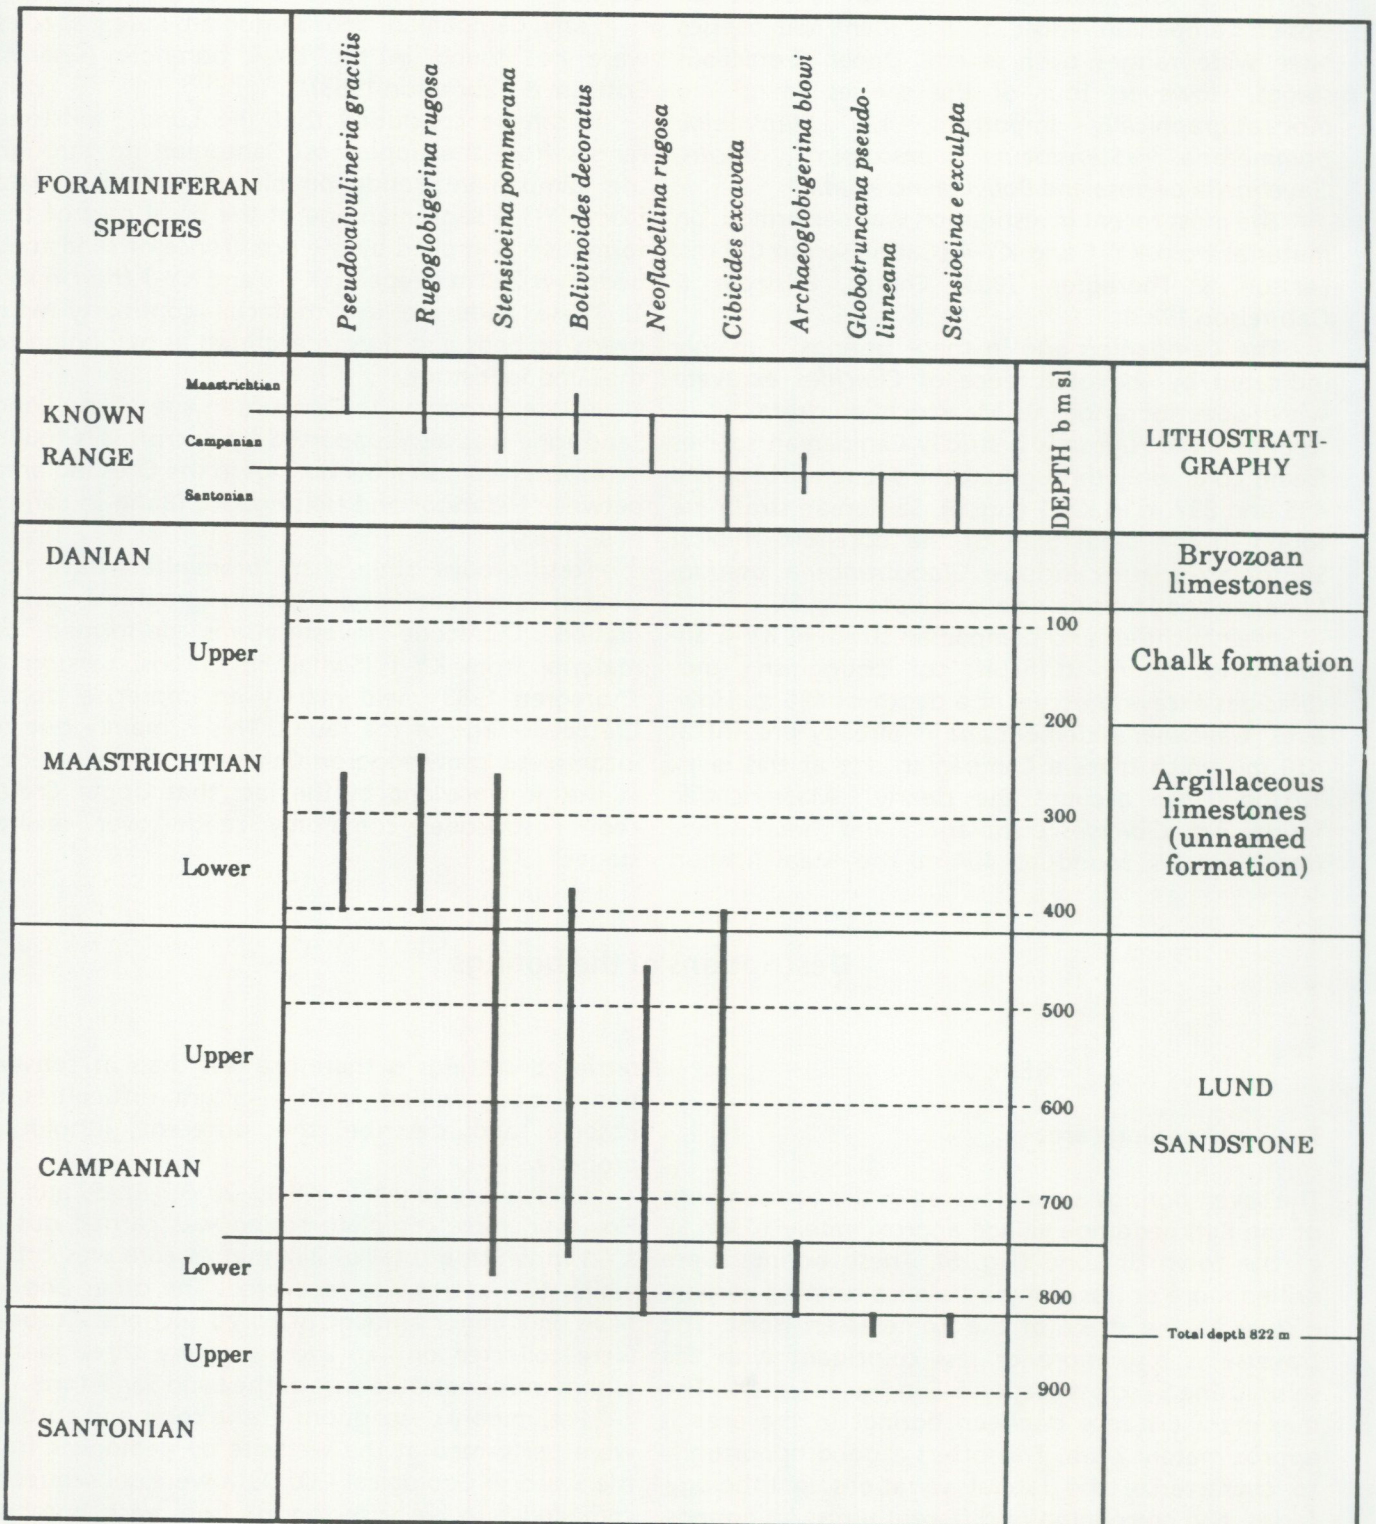 FORAMINIFERAN
SPECIES
Pseudovalvulineria gracilis
Rugoglobigerina rugosa
Stensioeina pommerana
Bolivinoides decoratus
Neoflabellina rugosa
Cibicides excavata
Archaeoglobigerina blowi
Globotruncana pseudo-
linneana
Stensioeina e exculpta
KNOWN
RANGE
Maastrichtian
Campanian
Santonian
DEPTH b m sl
LITHOSTRATI-
GRAPHY
DANIAN
Bryozoan
limestones
Upper
100
Chalk formation
200
MAASTRICHTIAN
300
Argillaceous
limestones
(unnamed
formation)
Lower
400
500
Upper
600
LUND
SANDSTONE
CAMPANIAN
700
Lower
800
Total depth 822 m
Upper
900
SANTONIAN